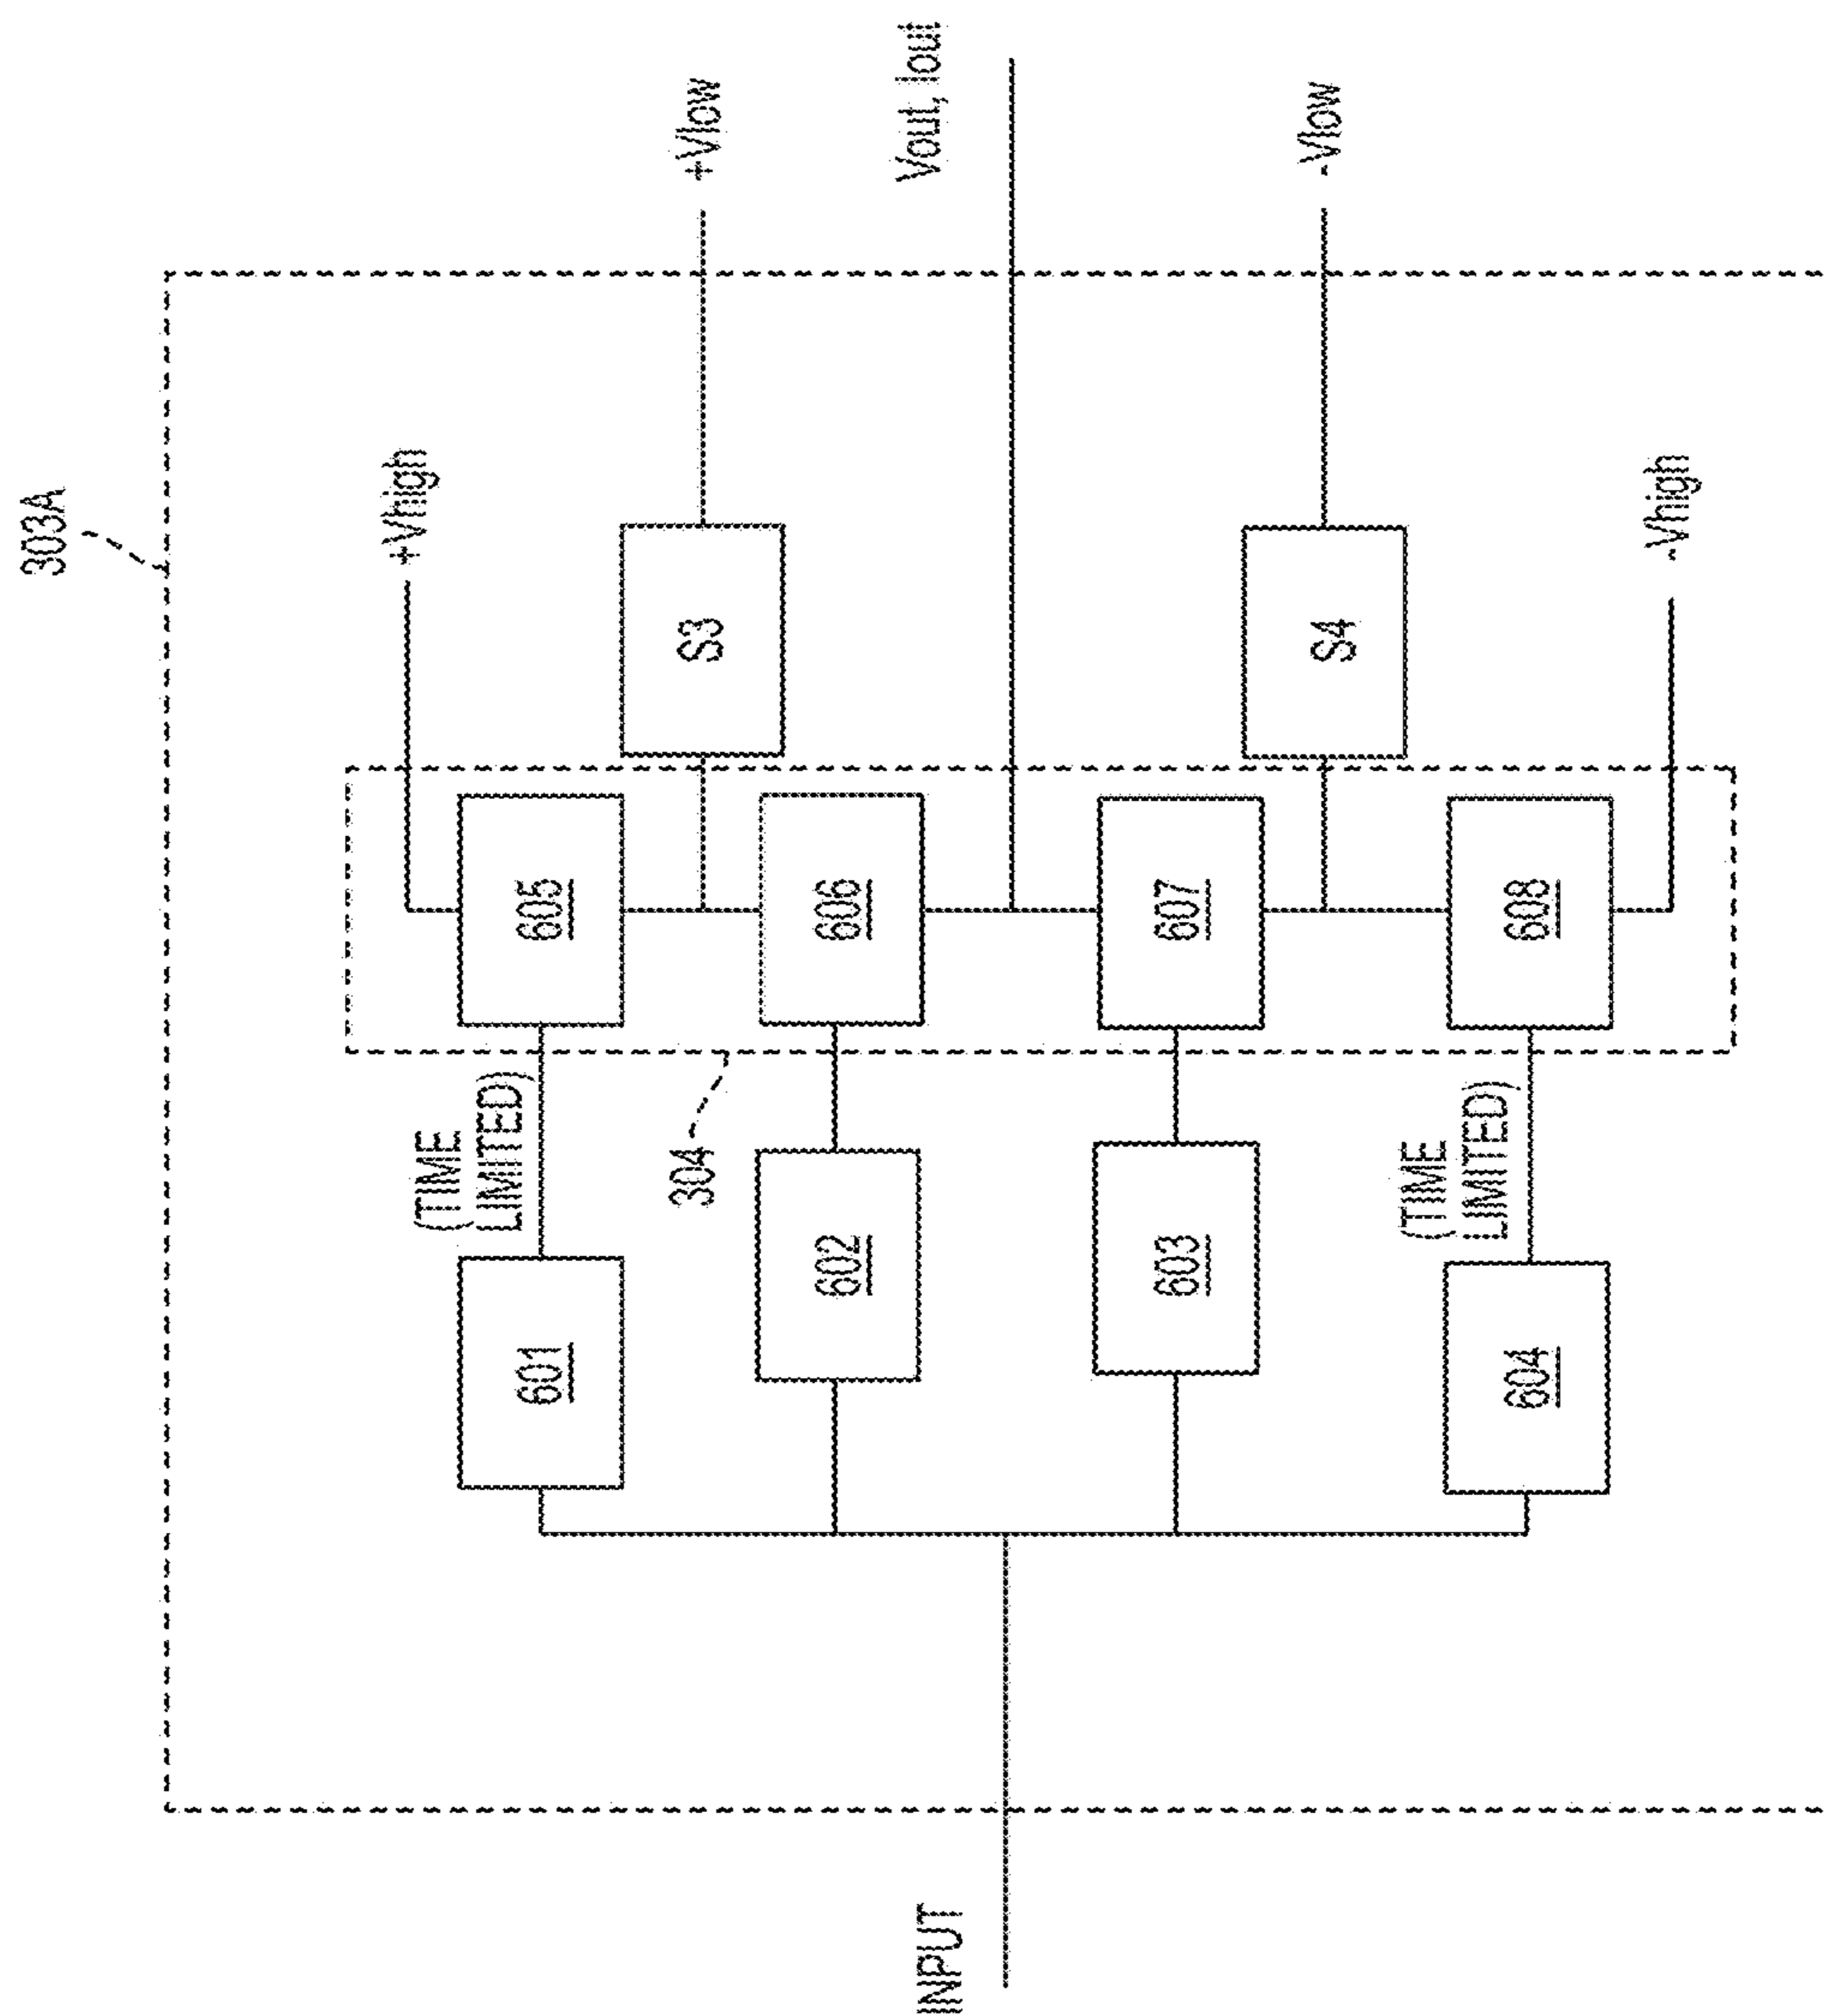 303A
+Vhigh
+Vlow
(TIME
LIMITED)
601
605
S3
304
602
606
Vout, Iout
INPUT
603
607
S4
-Vlow
(TIME
LIMITED)
604
608
-Vhigh